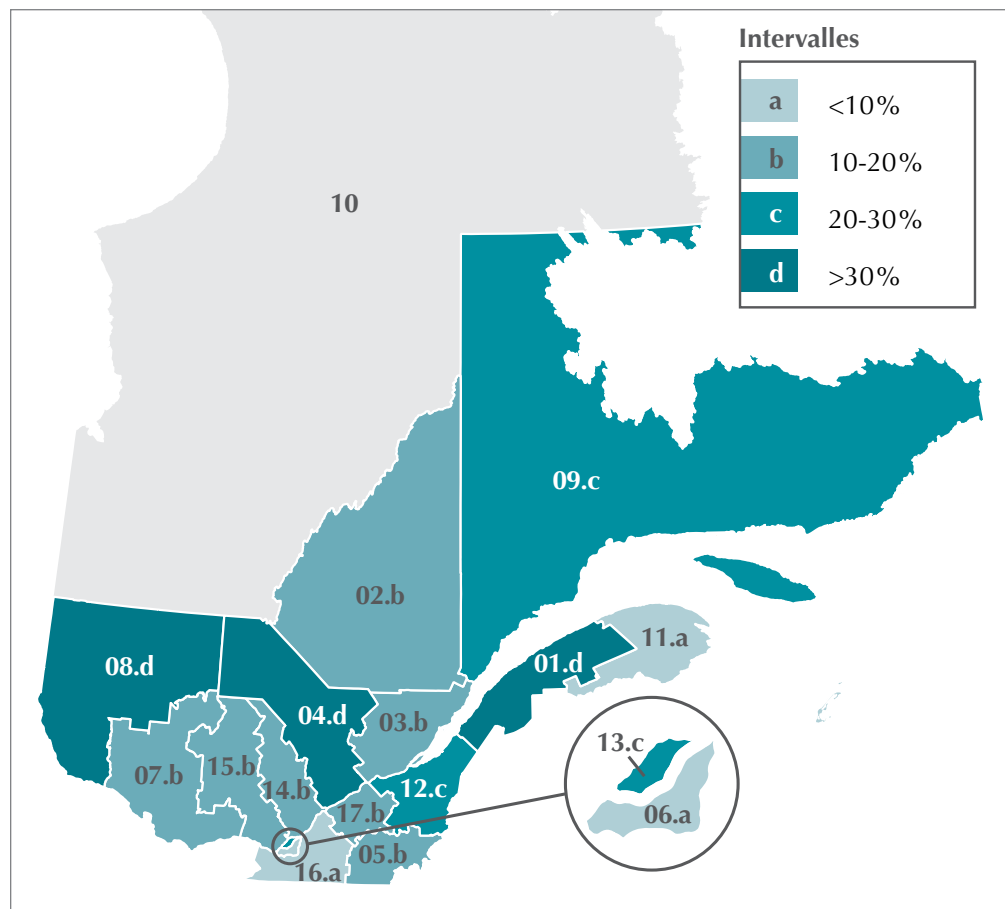 Intervalles
a <10%
b 10-20%
c 20-30%
d >30%
10
09.c
02.b
11.a
08.d
01.d
04.d
03.b
13.c
07.b
15.b
14.b
12.c
06.a
17.b
05.b
16.a